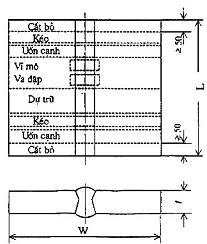 Cắt bỏ
Kéo
Uốn cạnh
Vĩ mô
Va đập
Dự trữ
Kéo
Uốn cạnh
Cắt bỏ
≥ 50
≥ 50
L
t
W